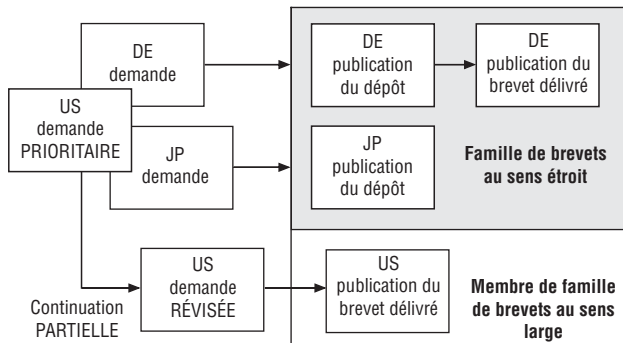 DE
demande
DE
publication
du dépôt
DE
publication du
brevet délivré
US
demande
PRIORITAIRE
JP
demande
JP
publication
du dépôt
Famille de brevets
au sens étroit
Continuation
PARTIELLE
US
demande
RÉVISÉE
US
publication du
brevet délivré
Membre de famille
de brevets au sens
large